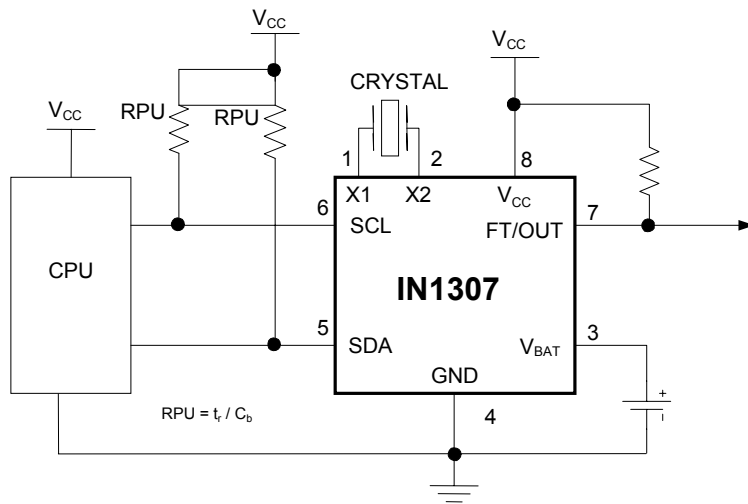 V_CC
V_CC
CRYSTAL
V_CC
RPU
RPU
1
2
8
X1
X2
V_CC
6
SCL
FT/OUT
7
CPU
IN1307
5
SDA
V_BAT
3
GND
RPU = t_r / C_b
4
+
-